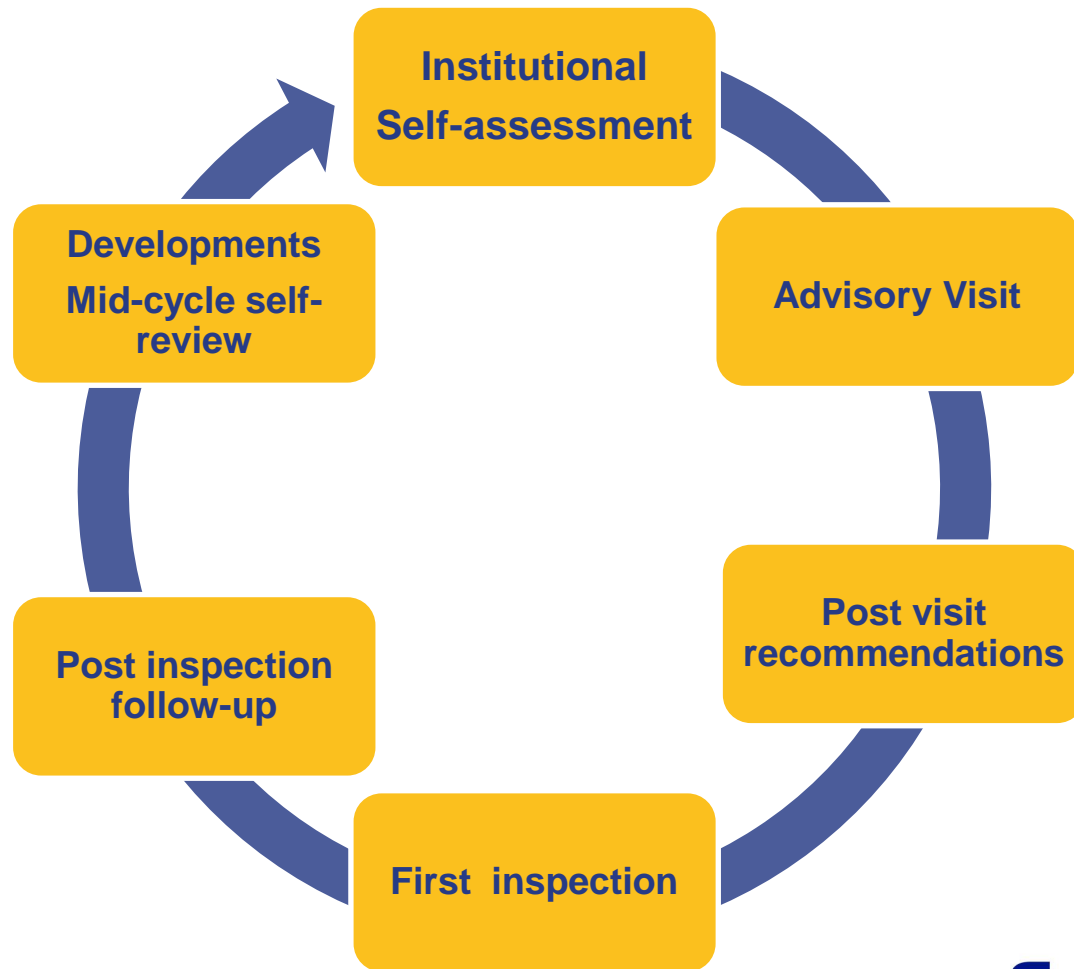 Institutional
Self-assessment
Advisory Visit
Post visit
recommendations
First inspection
Post inspection
follow-up
Developments
Mid-cycle self-
review